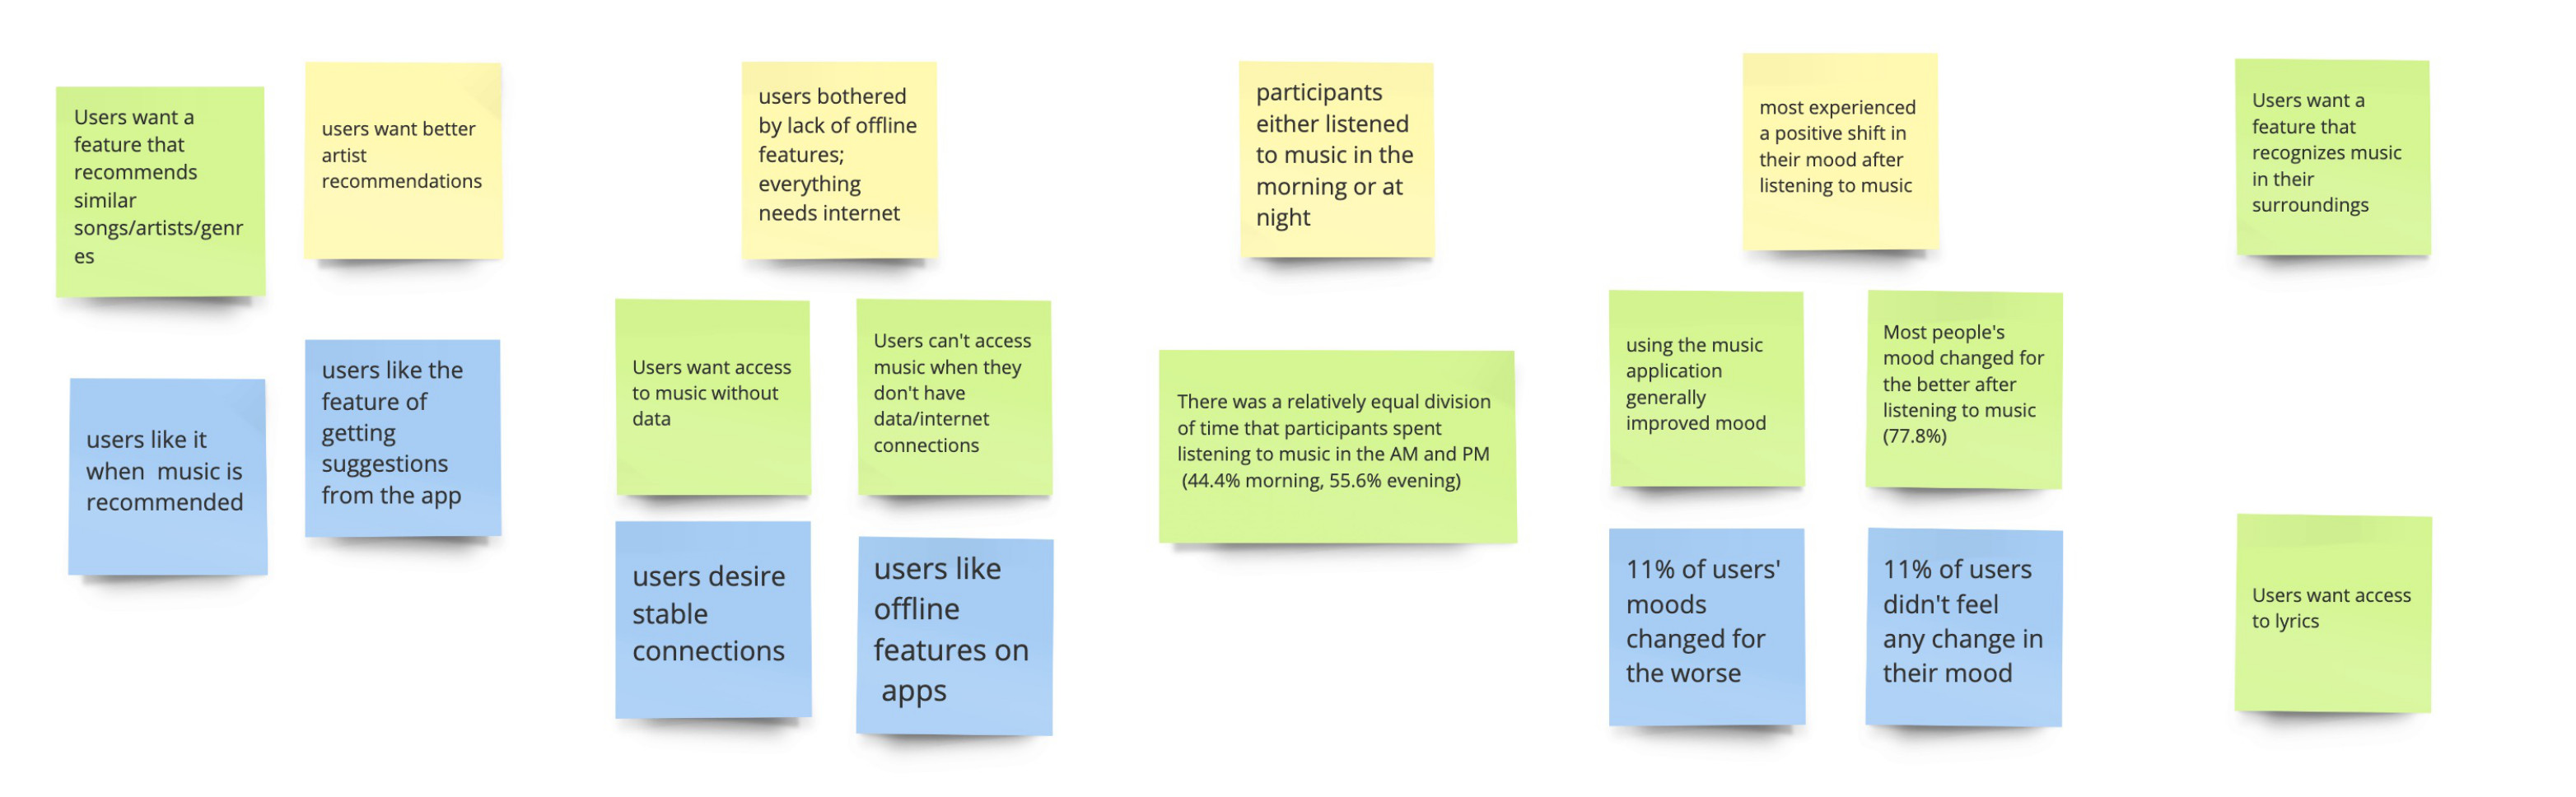 Users want a
feature that
recommends
similar
songs/artists/genr
es
users want better
artist
recommendations
users like it
when  music is
recommended
users like the
feature of
getting
suggestions
from the app
users bothered
by lack of offline
features;
everything
needs internet
Users want access
to music without
data
Users can't access
music when they
don't have
data/internet
connections
users desire
stable
connections
users like
offline
features on
apps
participants
either listened
to music in the
morning or at
night
There was a relatively equal division
of time that participants spent
listening to music in the AM and PM
(44.4% morning, 55.6% evening)
most experienced
a positive shift in
their mood after
listening to music
using the music
application
generally
improved mood
Most people's
mood changed for
the better after
listening to music
(77.8%)
11% of users'
moods
changed for
the worse
11% of users
didn't feel
any change in
their mood
Users want a
feature that
recognizes music
in their
surroundings
Users want access
to lyrics